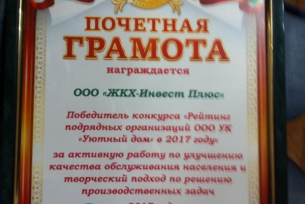 ПОЧЕТНАЯ
ГРАМОТА
награждается
ООО «ЖКХ-Инвест Плюс»
Победитель конкурса «Рейтинг
подрядных организаций ООО УК
«Уютный дом» в 2017 году»
за активную работу по улучшению
качества обслуживания населения и
творческий подход по решению
производственных задач